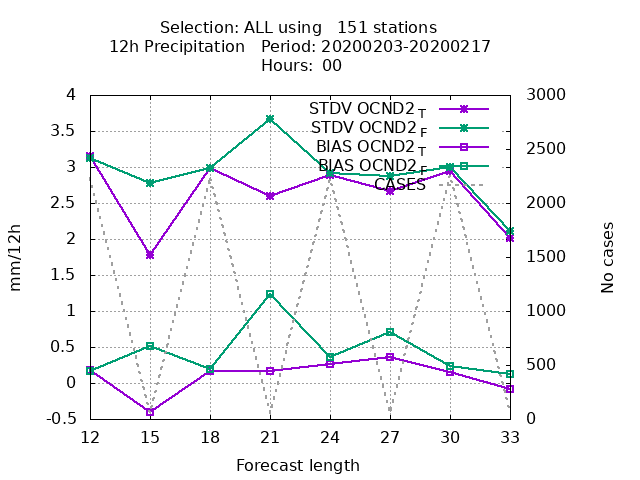 Selection: ALL using   151 stations
12h Precipitation   Period: 20200203-20200217
Hours: 00
STDV OCND2 T
STDV OCND2 F
BIAS OCND2 T
BIAS OCND2 F
CASES
4
3.5
3
2.5
2
1.5
1
0.5
0
-0.5
mm/12h
3000
2500
2000
1500
1000
500
0
No cases
12 15 18 21 24 27 30 33
Forecast length